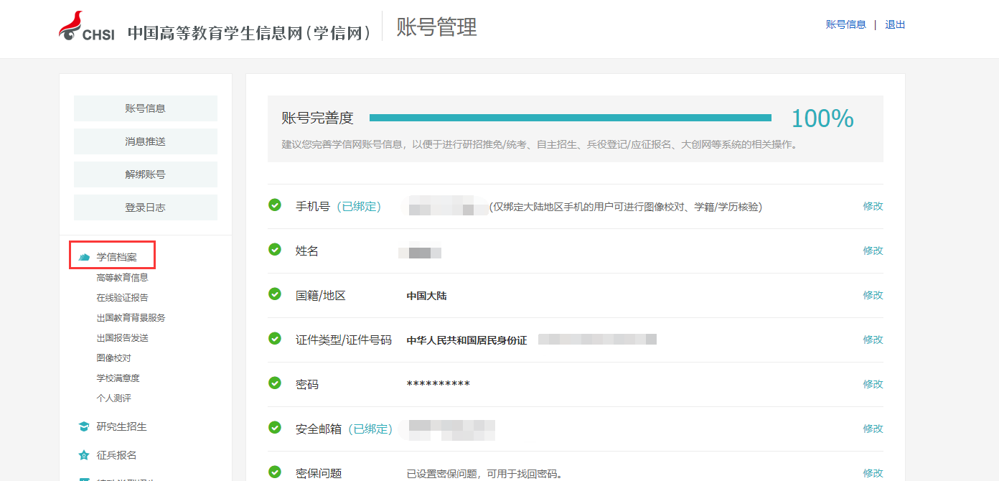 CHSI 中国高等教育学生信息网(学信网) 账号管理 账号信息 | 退出
账号信息
消息推送
解绑账号
登录日志
学信档案
高等教育信息
在线验证报告
出国教育背景服务
出国报告发送
图像校对
学校满意度
个人测评
研究生招生
征兵报名
账号完善度 100%
建议您完善学信网账号信息，以便于进行研招推免/统考、自主招生、兵役登记/应征报名、大创网等系统的相关操作。
手机号（已绑定） (仅绑定大陆地区手机的用户可进行图像校对、学籍/学历核验) 修改
姓名 修改
国籍/地区 中国大陆 修改
证件类型/证件号码 中华人民共和国居民身份证 修改
密码 ********** 修改
安全邮箱（已绑定） 修改
密保问题 已设置密保问题，可用于找回密码。 修改